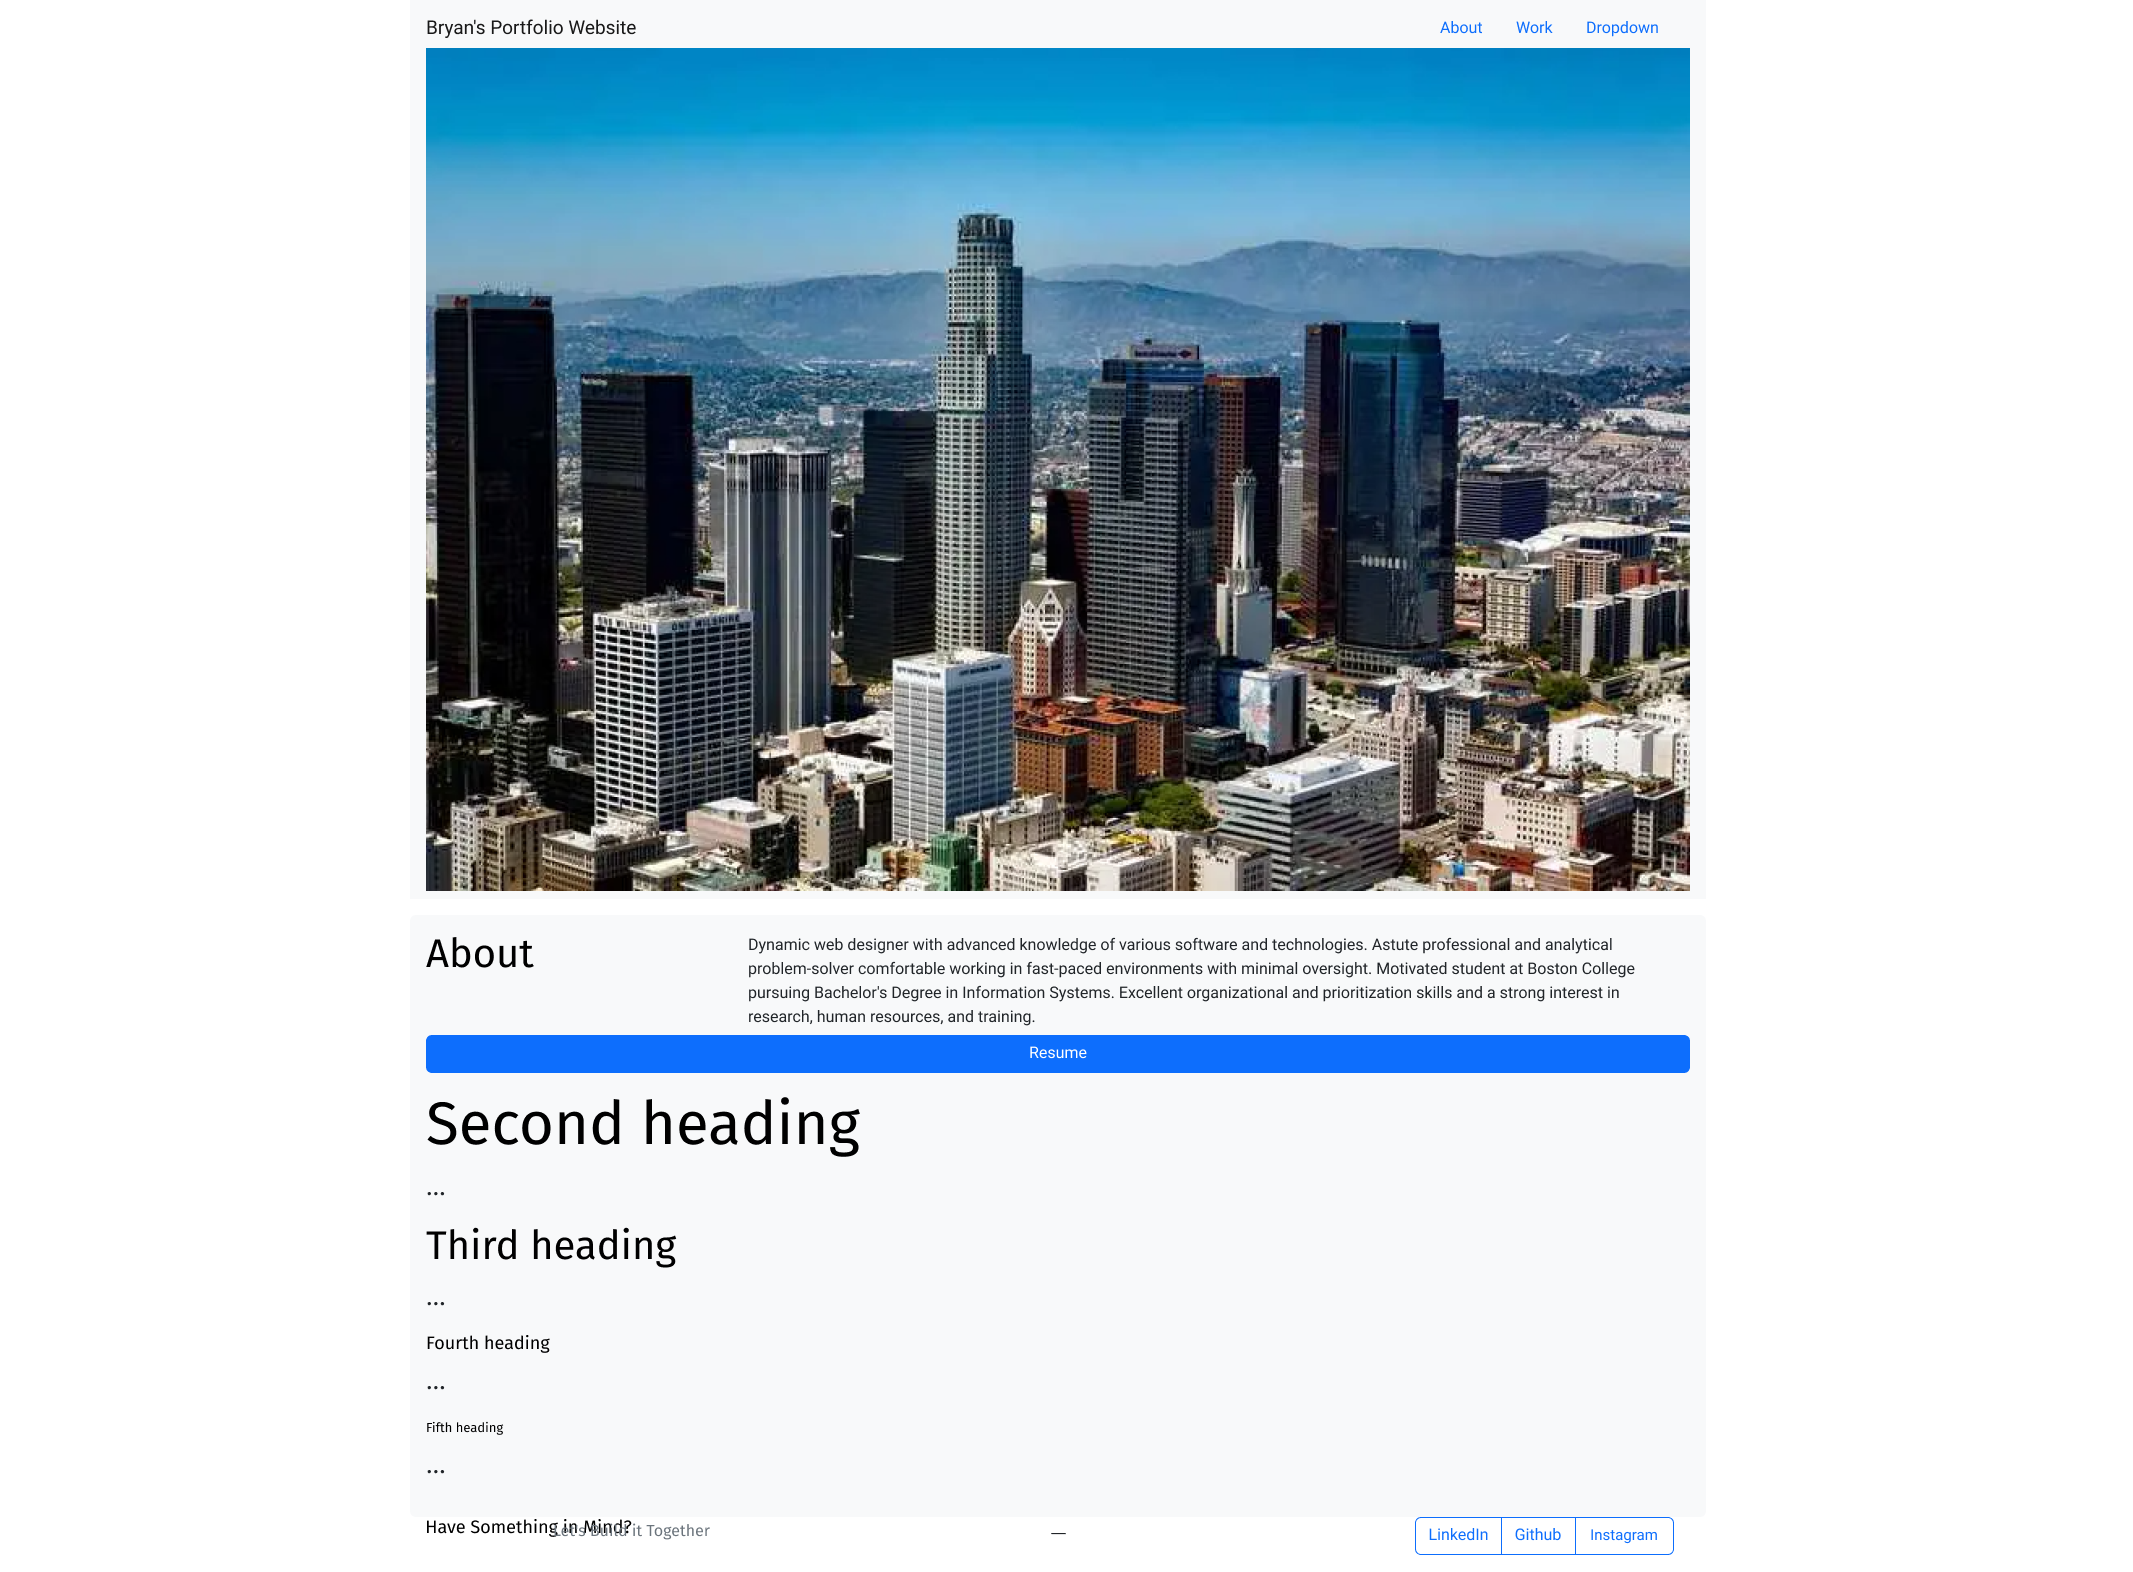 Bryan's Portfolio Website
About Work Dropdown
ONE WILSHIRE
About
Dynamic web designer with advanced knowledge of various software and technologies. Astute professional and analytical
problem-solver comfortable working in fast-paced environments with minimal oversight. Motivated student at Boston College
pursuing Bachelor's Degree in Information Systems. Excellent organizational and prioritization skills and a strong interest in
research, human resources, and training.
Resume
Second heading
...
Third heading
...
Fourth heading
...
Fifth heading
...
Have Something in Mind?
Let's Build it Together
—
LinkedIn Github Instagram